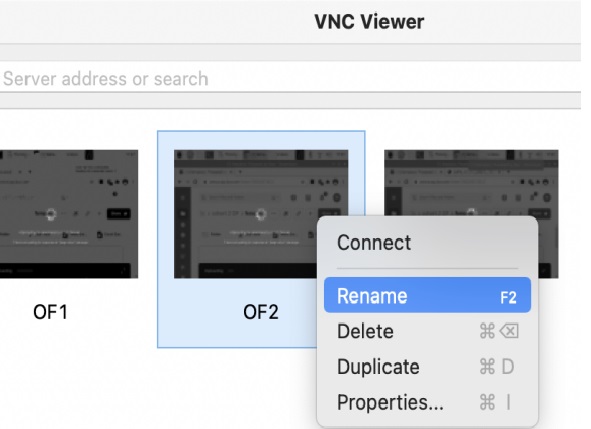 VNC Viewer
Server address or search
OF1
OF2
Connect
Rename F2
Delete ⌘⌫
Duplicate ⌘ D
Properties... ⌘ I